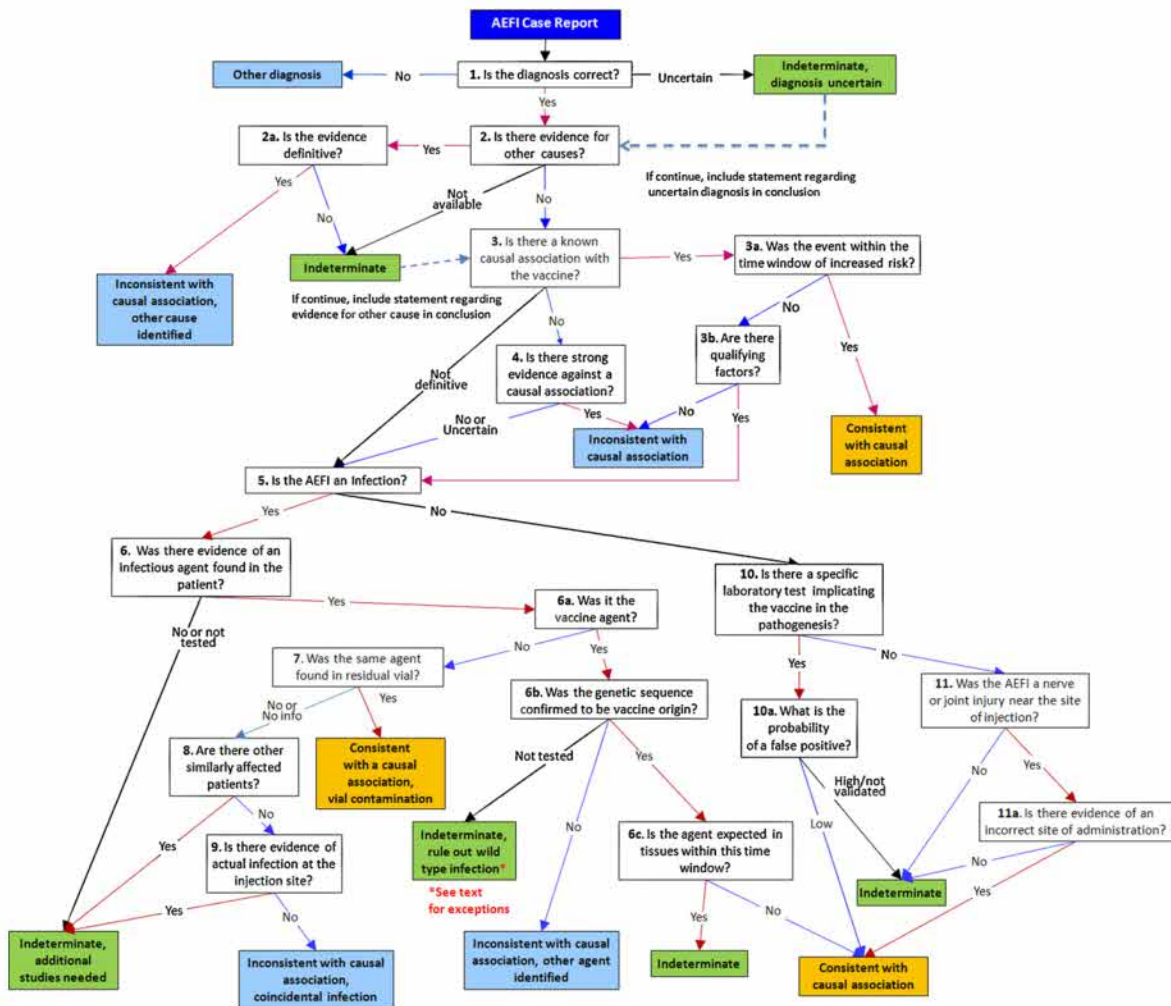 AEFI Case Report
Other diagnosis
No
1. Is the diagnosis correct?
Uncertain
Indeterminate,
diagnosis uncertain
Yes
2a. Is the evidence
definitive?
Yes
2. Is there evidence for
other causes?
If continue, include statement regarding
uncertain diagnosis in conclusion
Yes
No
Not
available
No
Inconsistent with
causal association,
other cause
identified
Indeterminate
3. Is there a known
causal association with
the vaccine?
Yes
3a. Was the event within the
time window of increased risk?
If continue, include statement regarding
evidence for other cause in conclusion
No
No
Yes
3b. Are there
qualifying
factors?
4. Is there strong
evidence against a
causal association?
Not
definitive
No or
Uncertain
Yes
No
Yes
Inconsistent with
causal association
Consistent
with causal
association
5. Is the AEFI an Infection?
Yes
No
6. Was there evidence of an
infectious agent found in the
patient?
Yes
6a. Was it the
vaccine agent?
10. Is there a specific
laboratory test implicating
the vaccine in the
pathogenesis?
No or not
tested
No
Yes
Yes
No
7. Was the same agent
found in residual vial?
6b. Was the genetic sequence
confirmed to be vaccine origin?
10a. What is the
probability
of a false positive?
11. Was the AEFI a nerve
or joint injury near the site
of injection?
No or
No info
Yes
8. Are there other
similarly affected
patients?
Consistent
with a causal
association,
vial contamination
Not tested
No
Yes
Low
High/not
validated
No
Yes
Yes
No
9. Is there evidence of
actual infection at the
injection site?
Indeterminate,
rule out wild
type infection*
*See text
for exceptions
6c. Is the agent expected in
tissues within this time
window?
11a. Is there evidence of an
incorrect site of administration?
No
Yes
Indeterminate
Yes
No
Yes
No
Indeterminate,
additional
studies needed
Inconsistent with causal
association,
coincidental infection
Inconsistent with causal
association, other agent
identified
Indeterminate
Consistent with
causal association